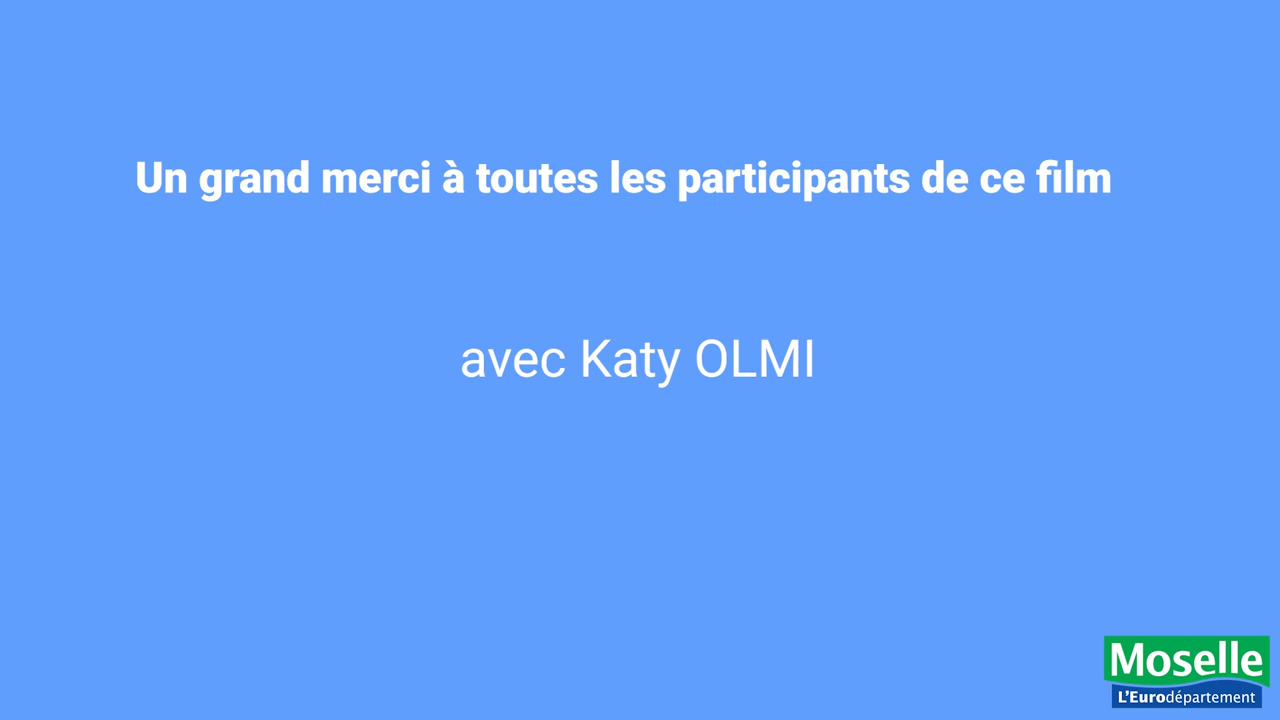 Un grand merci à toutes les participants de ce film
avec Katy OLMI
Moselle
L'Eurodépartement